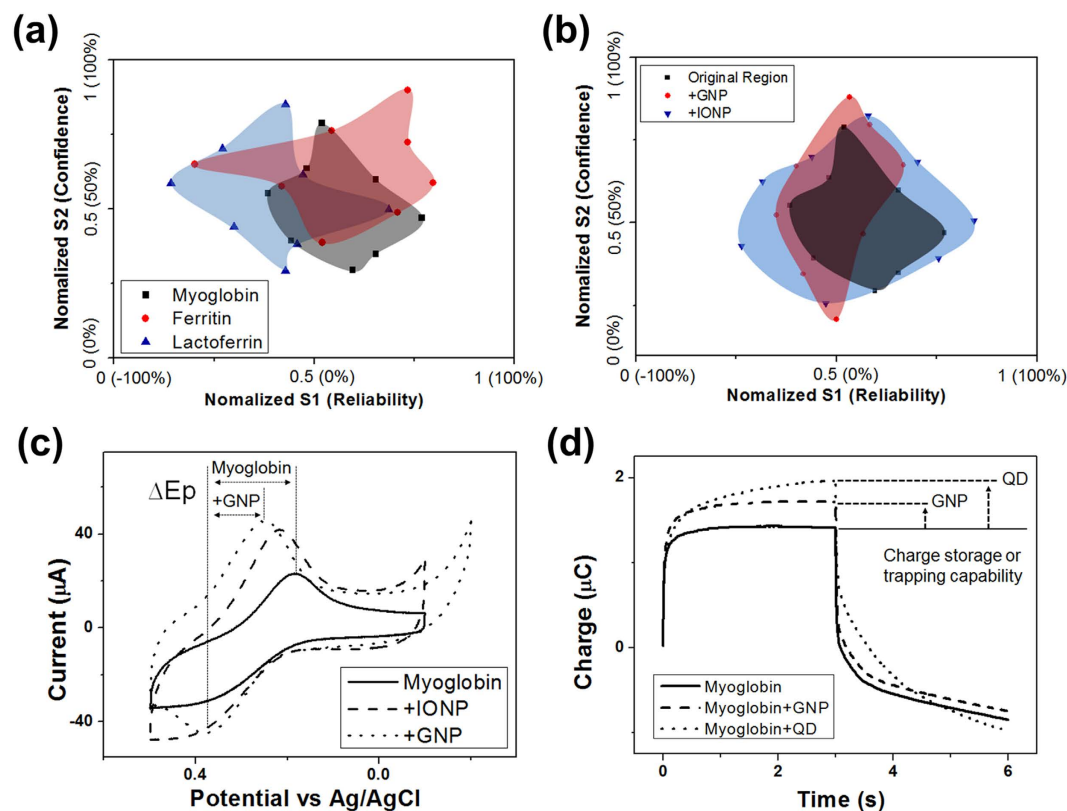 (a)
1 (100%)
0.5 (50%)
0 (0%)
Nomalized S2 (Confidence)
Myoglobin
Ferritin
Lactoferrin
0 (-100%)
0.5 (0%)
1 (100%)
Nomalized S1 (Reliability)
(b)
1 (100%)
0.5 (50%)
0 (0%)
Nomalized S2 (Confidence)
Original Region
+GNP
+IONP
0 (-100%)
0.5 (0%)
1 (100%)
Nomalized S1 (Reliability)
(c)
Myoglobin
ΔEp
+GNP
40
0
-40
Current (μA)
Myoglobin
+IONP
+GNP
0.4
0.0
Potential vs Ag/AgCl
(d)
2
0
Charge (μC)
QD
GNP
Charge storage or
trapping capability
Myoglobin
Myoglobin+GNP
Myoglobin+QD
0
2
4
6
Time (s)